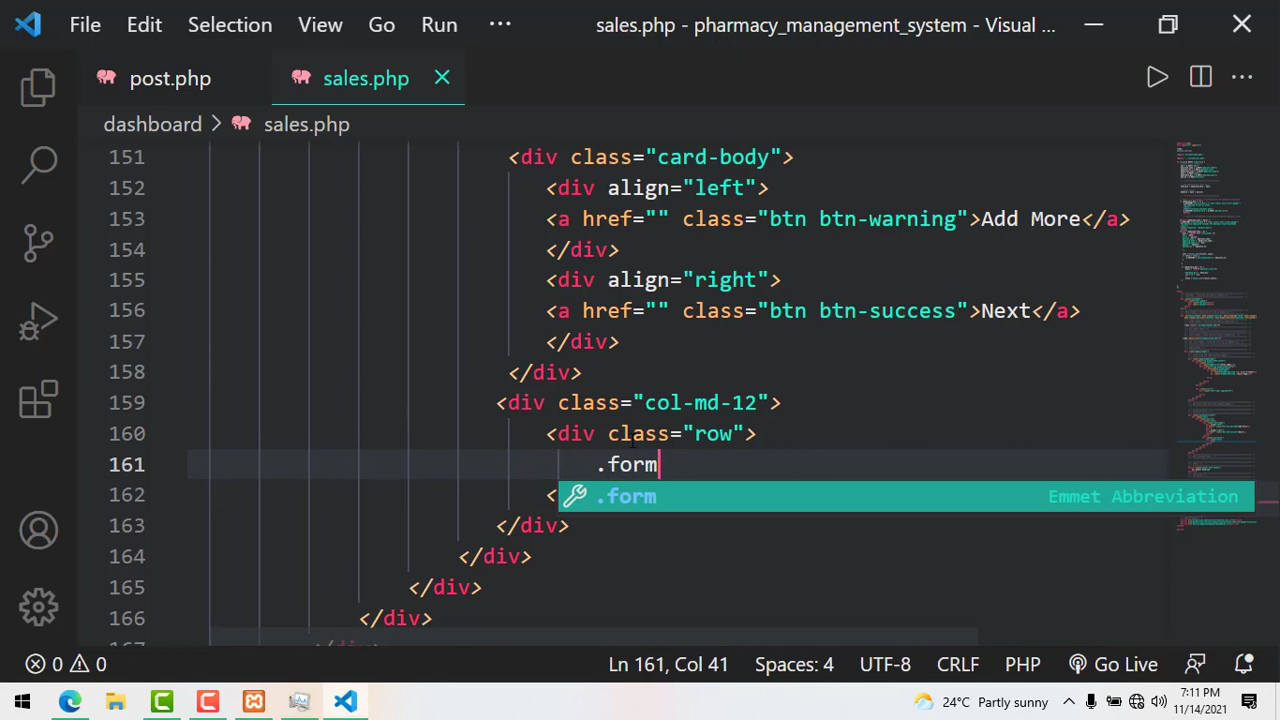 File Edit Selection View Go Run ··· sales.php - pharmacy_management_system - Visual ...
post.php sales.php
dashboard > sales.php
151 <div class="card-body">
152 <div align="left">
153 <a href="" class="btn btn-warning">Add More</a>
154 </div>
155 <div align="right">
156 <a href="" class="btn btn-success">Next</a>
157 </div>
158 </div>
159 <div class="col-md-12">
160 <div class="row">
161 .form
.form Emmet Abbreviation
162 <
163 </div>
164 </div>
165 </div>
166 </div>
0 0 Ln 161, Col 41 Spaces: 4 UTF-8 CRLF PHP Go Live
24°C Partly sunny 7:11 PM
11/14/2021